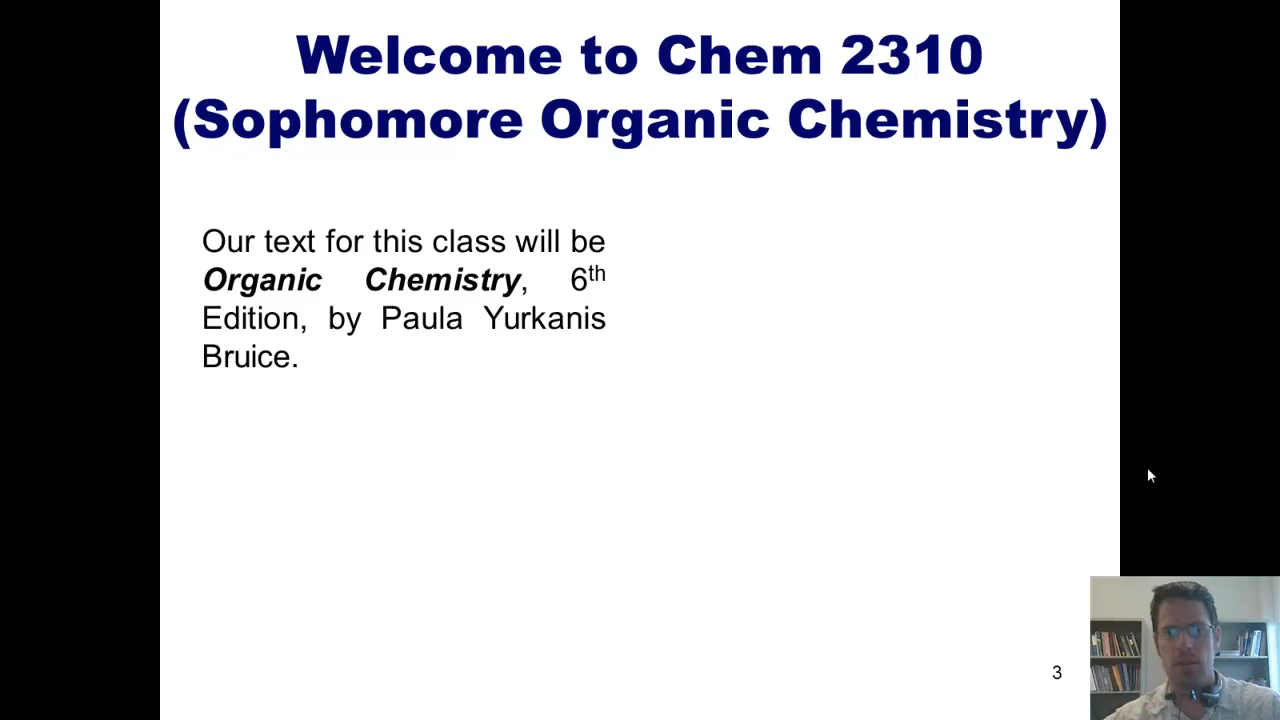 Welcome to Chem 2310
(Sophomore Organic Chemistry)
Our text for this class will be
Organic Chemistry, 6th
Edition, by Paula Yurkanis
Bruice.
3